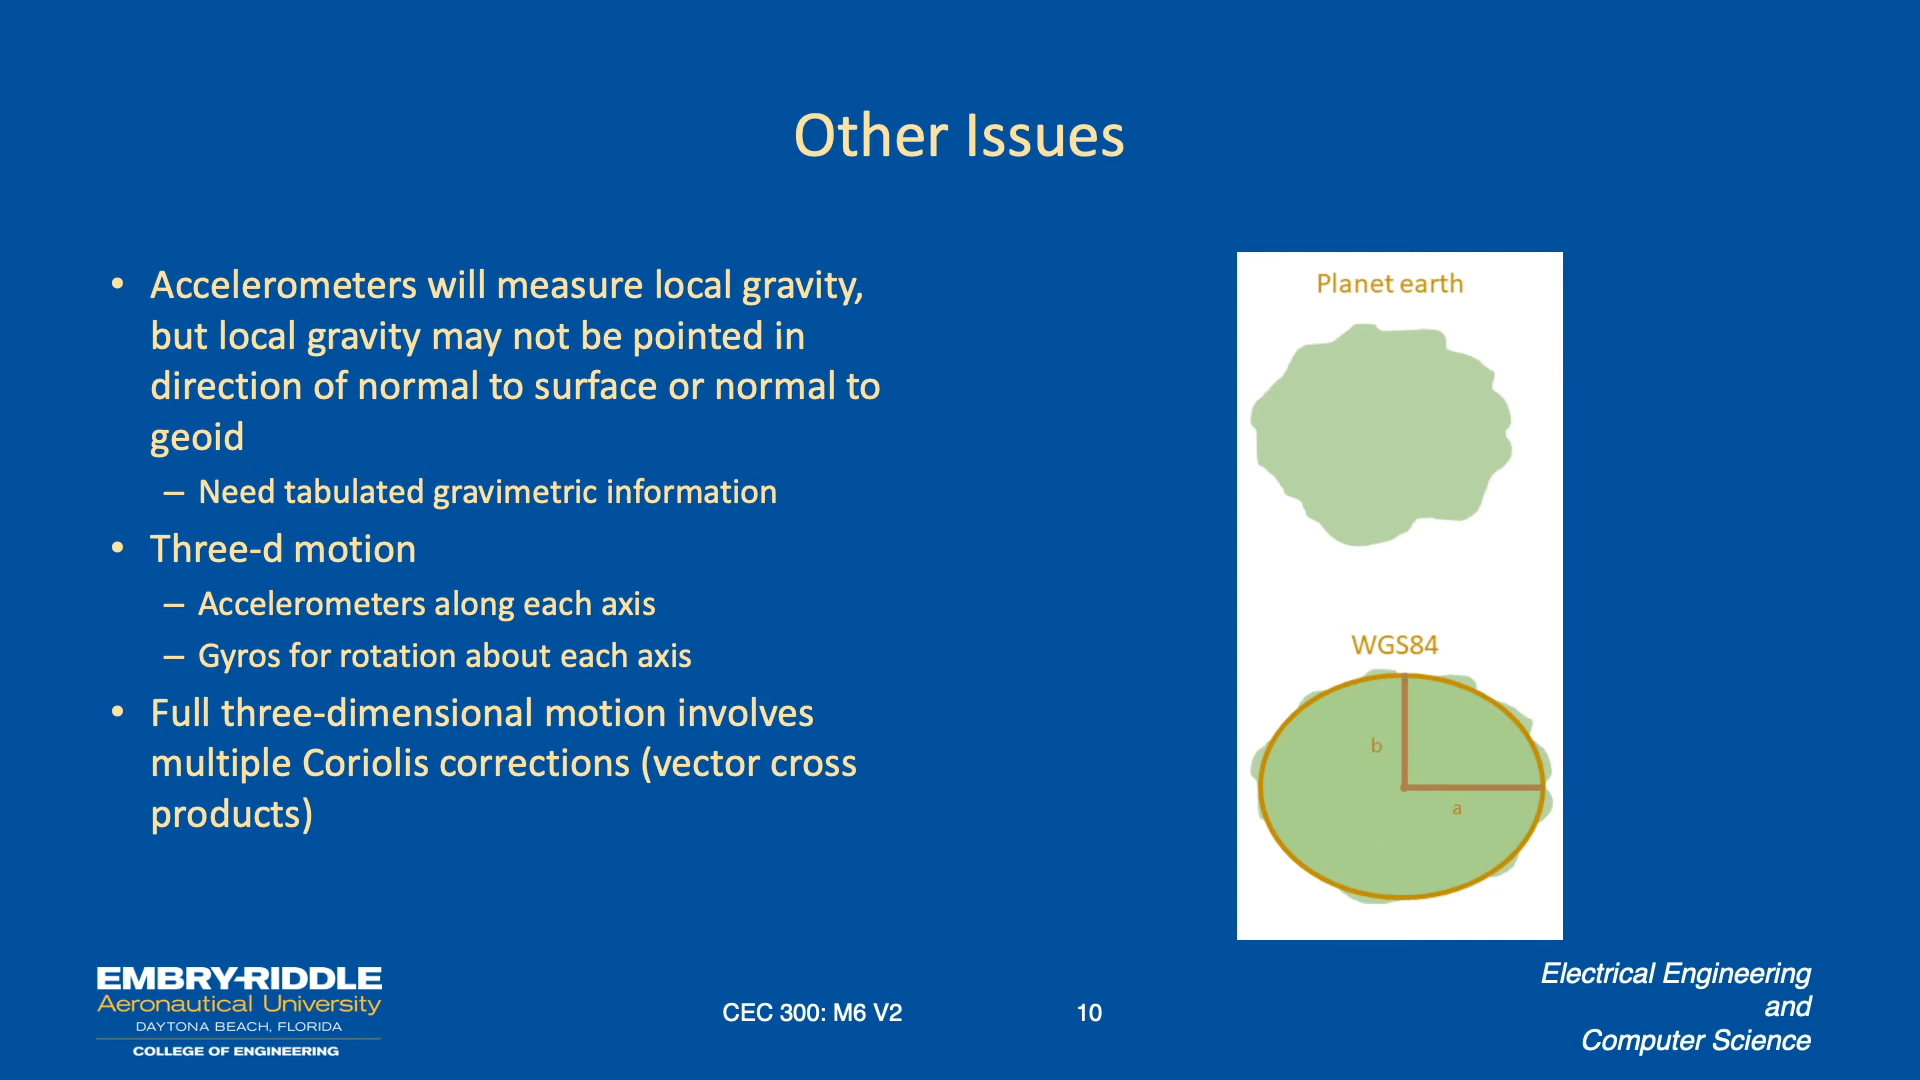 Other Issues
• Accelerometers will measure local gravity,
but local gravity may not be pointed in
direction of normal to surface or normal to
geoid
– Need tabulated gravimetric information
• Three-d motion
– Accelerometers along each axis
– Gyros for rotation about each axis
• Full three-dimensional motion involves
multiple Coriolis corrections (vector cross
products)
Planet earth
WGS84
b
a
EMBRY-RIDDLE
Aeronautical University
DAYTONA BEACH, FLORIDA
COLLEGE OF ENGINEERING
CEC 300: M6 V2
10
Electrical Engineering
and
Computer Science